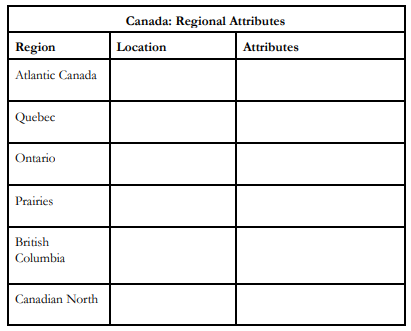 Canada: Regional Attributes
Region Location Attributes
Atlantic Canada
Quebec
Ontario
Prairies
British
Columbia
Canadian North